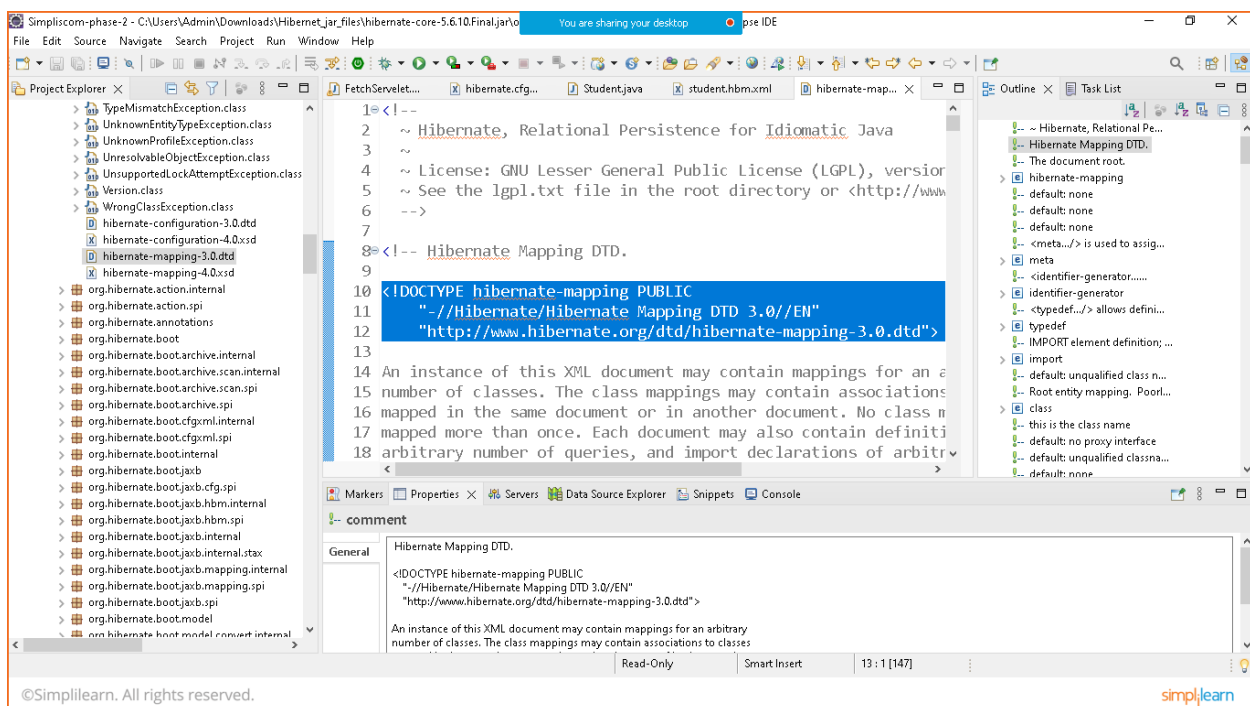 Simpliscom-phase-2 - C:\Users\Admin\Downloads\Hibernet_jar_files\hibernate-core-5.6.10.Final.jar\o
You are sharing your desktop
pse IDE
File Edit Source Navigate Search Project Run Window Help
Project Explorer
TypeMismatchException.class
UnknownEntityTypeException.class
UnknownProfileException.class
UnresolvableObjectException.class
UnsupportedLockAttemptException.class
Version.class
WrongClassException.class
hibernate-configuration-3.0.dtd
hibernate-configuration-4.0.xsd
hibernate-mapping-3.0.dtd
hibernate-mapping-4.0.xsd
org.hibernate.action.internal
org.hibernate.action.spi
org.hibernate.annotations
org.hibernate.boot
org.hibernate.boot.archive.internal
org.hibernate.boot.archive.scan.internal
org.hibernate.boot.archive.scan.spi
org.hibernate.boot.archive.spi
org.hibernate.boot.cfgxml.internal
org.hibernate.boot.cfgxml.spi
org.hibernate.boot.internal
org.hibernate.boot.jaxb
org.hibernate.boot.jaxb.cfg.spi
org.hibernate.boot.jaxb.hbm.internal
org.hibernate.boot.jaxb.hbm.spi
org.hibernate.boot.jaxb.internal
org.hibernate.boot.jaxb.internal.stax
org.hibernate.boot.jaxb.mapping.internal
org.hibernate.boot.jaxb.mapping.spi
org.hibernate.boot.jaxb.spi
org.hibernate.boot.model
org.hibernate.boot.model.convert.internal
FetchServelet.... hibernate.cfg... Student.java student.hbm.xml hibernate-map...
1 <!--
2 ~ Hibernate, Relational Persistence for Idiomatic Java
3 ~
4 ~ License: GNU Lesser General Public License (LGPL), version
5 ~ See the lgpl.txt file in the root directory or <http://www
6 -->
7
8 <!-- Hibernate Mapping DTD.
9
10 <!DOCTYPE hibernate-mapping PUBLIC
11 "-//Hibernate/Hibernate Mapping DTD 3.0//EN"
12 "http://www.hibernate.org/dtd/hibernate-mapping-3.0.dtd">
13
14 An instance of this XML document may contain mappings for an a
15 number of classes. The class mappings may contain associations
16 mapped in the same document or in another document. No class m
17 mapped more than once. Each document may also contain definiti
18 arbitrary number of queries, and import declarations of arbitr
Outline Task List
~ Hibernate, Relational Pe...
Hibernate Mapping DTD.
The document root.
hibernate-mapping
default: none
default: none
default: none
<meta.../> is used to assig...
meta
<identifier-generator......
identifier-generator
<typedef.../> allows defini...
typedef
IMPORT element definition; ...
import
default: unqualified class n...
Root entity mapping. Poorl...
class
this is the class name
default: no proxy interface
default: unqualified classna...
default: none
Markers Properties Servers Data Source Explorer Snippets Console
comment
General
Hibernate Mapping DTD.
<!DOCTYPE hibernate-mapping PUBLIC
"-//Hibernate/Hibernate Mapping DTD 3.0//EN"
"http://www.hibernate.org/dtd/hibernate-mapping-3.0.dtd">
An instance of this XML document may contain mappings for an arbitrary
number of classes. The class mappings may contain associations to classes
Read-Only Smart Insert 13 : 1 [147]
©Simplilearn. All rights reserved.
simplilearn